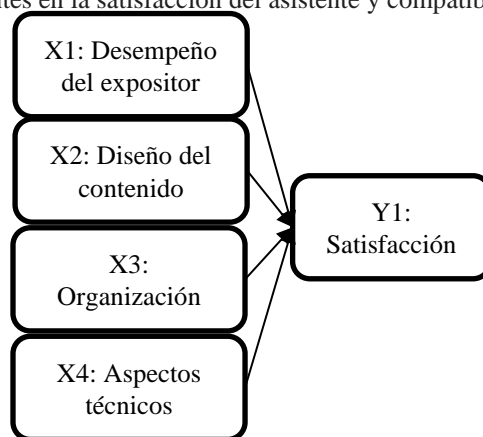 en la satisfacción del asistente y compatib
X1: Desempeño
del expositor
X2: Diseño del
contenido
X3:
Organización
X4: Aspectos
técnicos
Y1:
Satisfacción